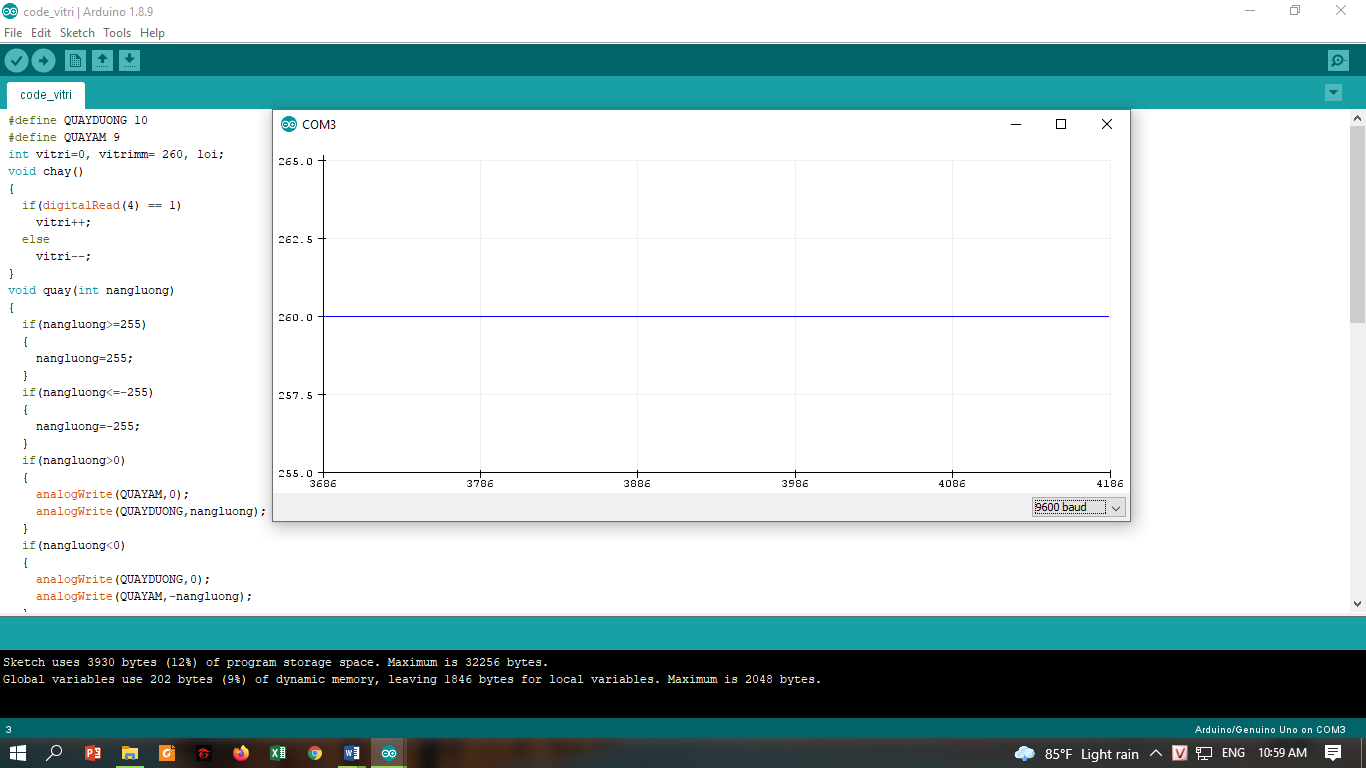 code_vitri | Arduino 1.8.9
File Edit Sketch Tools Help
code_vitri
#define QUAYDUONG 10
#define QUAYAM 9
int vitri=0, vitrimm= 260, loi;
void chay()
{
if(digitalRead(4) == 1)
vitri++;
else
vitri--;
}
void quay(int nangluong)
{
if(nangluong>=255)
{
nangluong=255;
}
if(nangluong<=-255)
{
nangluong=-255;
}
if(nangluong>0)
{
analogWrite(QUAYAM,0);
analogWrite(QUAYDUONG,nangluong);
}
if(nangluong<0)
{
analogWrite(QUAYDUONG,0);
analogWrite(QUAYAM,-nangluong);
COM3
265.0
262.5
260.0
257.5
255.0
3686 3786 3886 3986 4086 4186
9600 baud
Sketch uses 3930 bytes (12%) of program storage space. Maximum is 32256 bytes.
Global variables use 202 bytes (9%) of dynamic memory, leaving 1846 bytes for local variables. Maximum is 2048 bytes.
3 Arduino/Genuino Uno on COM3
85°F Light rain ENG 10:59 AM